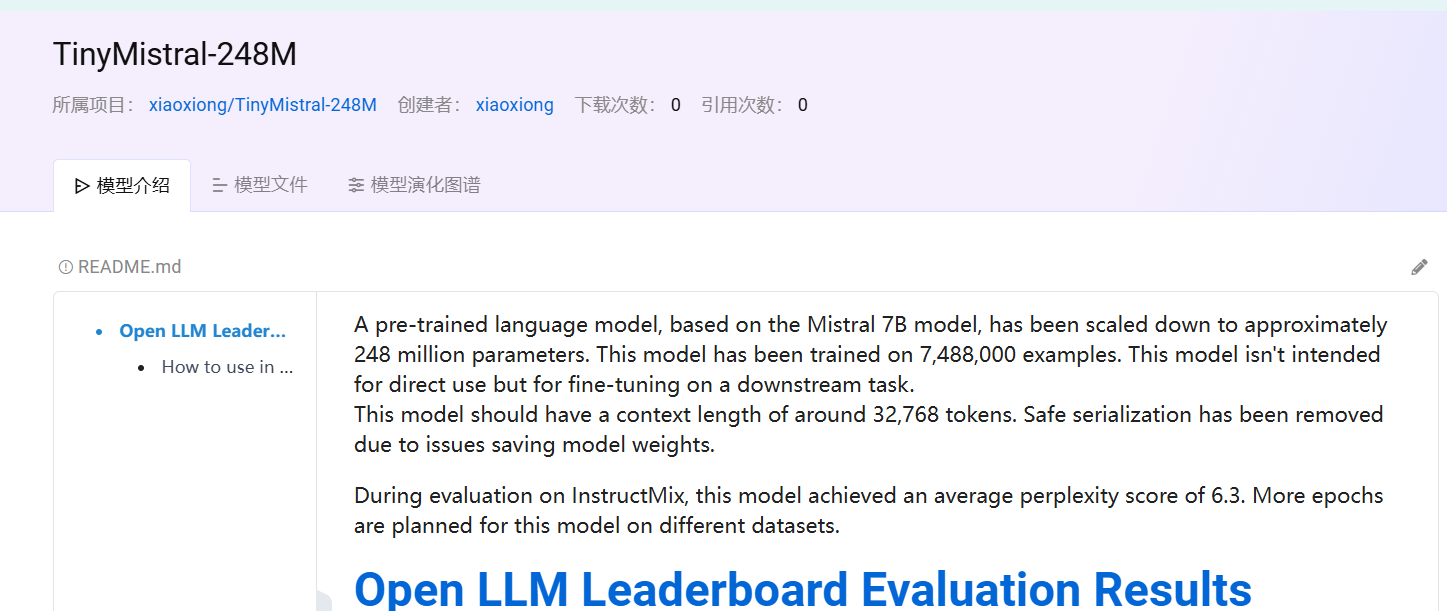 TinyMistral-248M
所属项目： xiaoxiong/TinyMistral-248M 创建者： xiaoxiong 下载次数： 0 引用次数： 0
模型介绍 模型文件 模型演化图谱
README.md
Open LLM Leader...
How to use in ...
A pre-trained language model, based on the Mistral 7B model, has been scaled down to approximately
248 million parameters. This model has been trained on 7,488,000 examples. This model isn't intended
for direct use but for fine-tuning on a downstream task.
This model should have a context length of around 32,768 tokens. Safe serialization has been removed
due to issues saving model weights.
During evaluation on InstructMix, this model achieved an average perplexity score of 6.3. More epochs
are planned for this model on different datasets.
Open LLM Leaderboard Evaluation Results